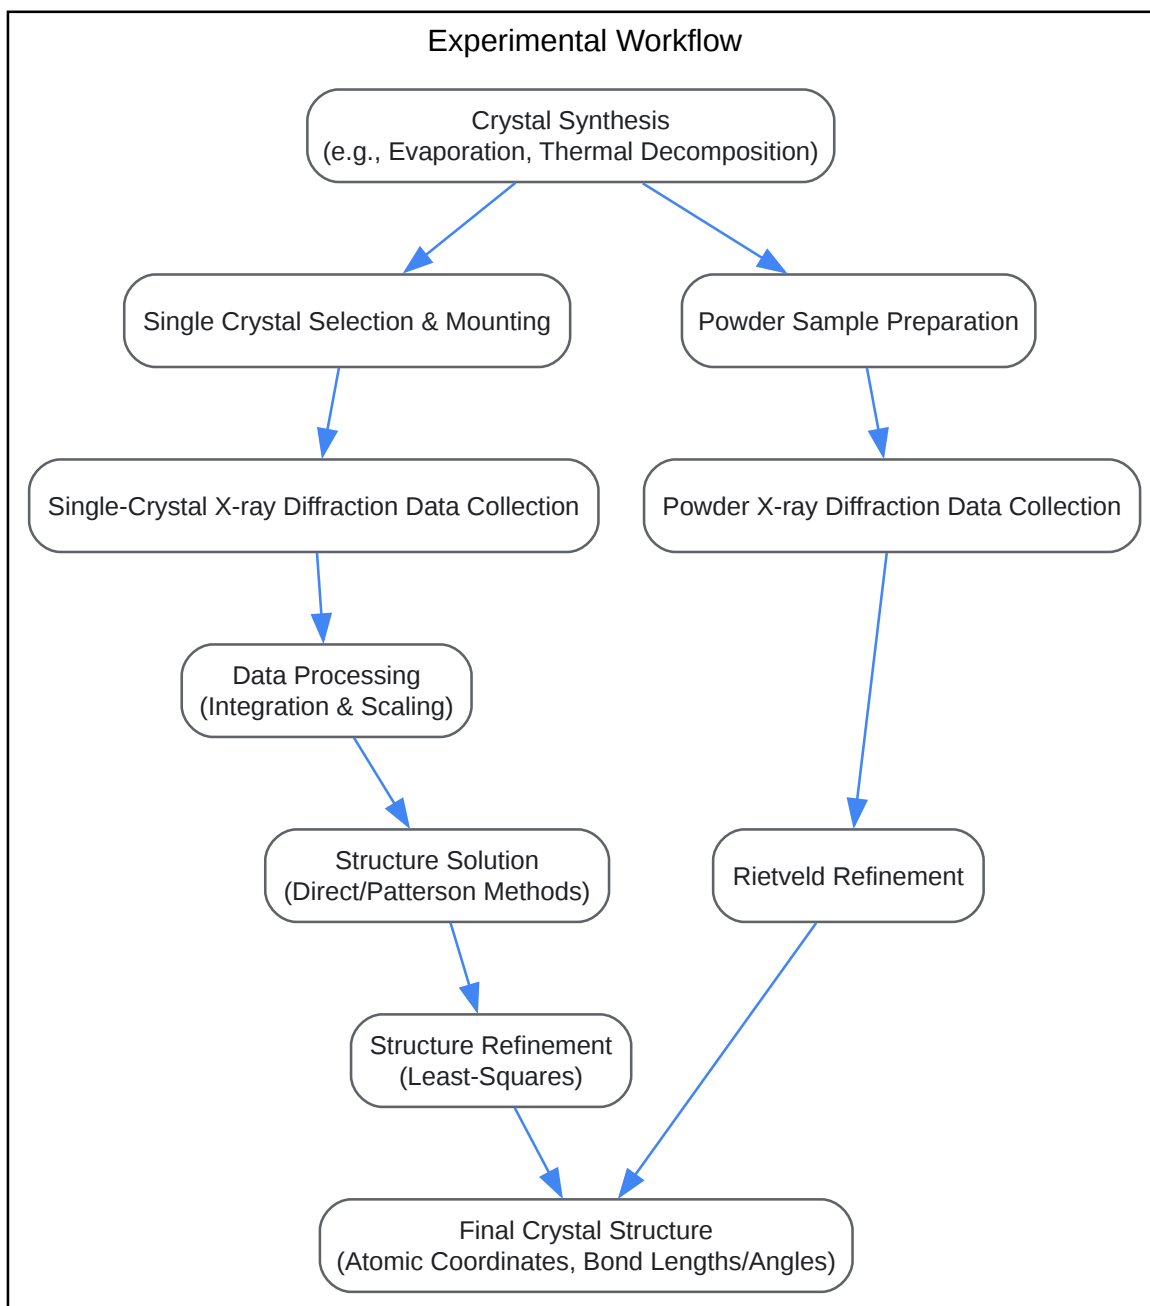 Experimental Workflow
Crystal Synthesis
(e.g., Evaporation, Thermal Decomposition)
Single Crystal Selection & Mounting
Powder Sample Preparation
Single-Crystal X-ray Diffraction Data Collection
Powder X-ray Diffraction Data Collection
Data Processing
(Integration & Scaling)
Structure Solution
(Direct/Patterson Methods)
Rietveld Refinement
Structure Refinement
(Least-Squares)
Final Crystal Structure
(Atomic Coordinates, Bond Lengths/Angles)